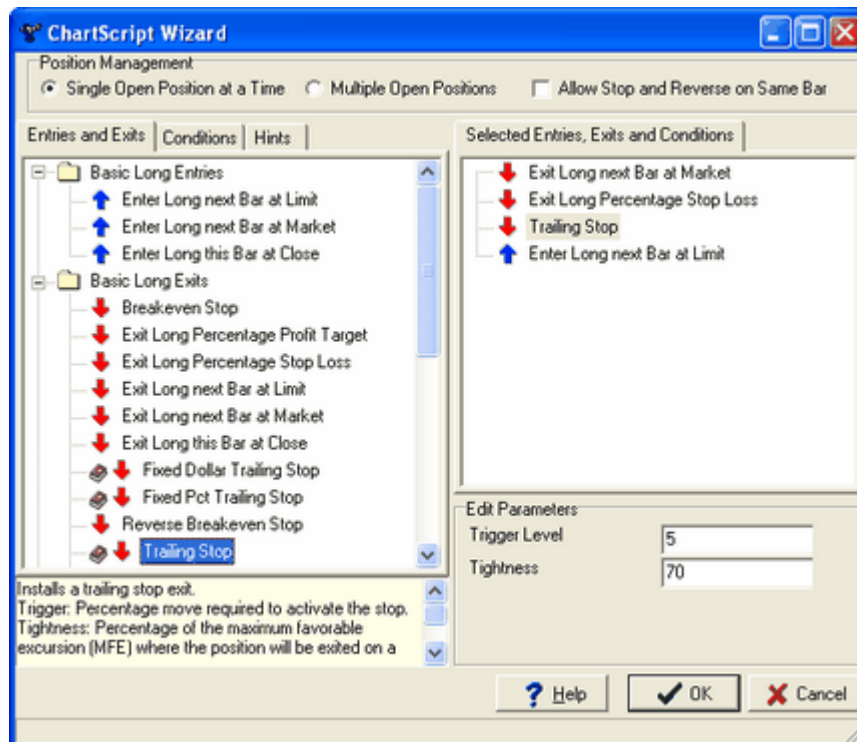 ChartScript Wizard
Position Management
Single Open Position at a Time Multiple Open Positions Allow Stop and Reverse on Same Bar
Entries and Exits Conditions Hints
Basic Long Entries
Enter Long next Bar at Limit
Enter Long next Bar at Market
Enter Long this Bar at Close
Basic Long Exits
Breakeven Stop
Exit Long Percentage Profit Target
Exit Long Percentage Stop Loss
Exit Long next Bar at Limit
Exit Long next Bar at Market
Exit Long this Bar at Close
Fixed Dollar Trailing Stop
Fixed Pct Trailing Stop
Reverse Breakeven Stop
Trailing Stop
Installs a trailing stop exit.
Trigger: Percentage move required to activate the stop.
Tightness: Percentage of the maximum favorable
excursion (MFE) where the position will be exited on a
Selected Entries, Exits and Conditions
Exit Long next Bar at Market
Exit Long Percentage Stop Loss
Trailing Stop
Enter Long next Bar at Limit
Edit Parameters
Trigger Level 5
Tightness 70
? Help OK Cancel